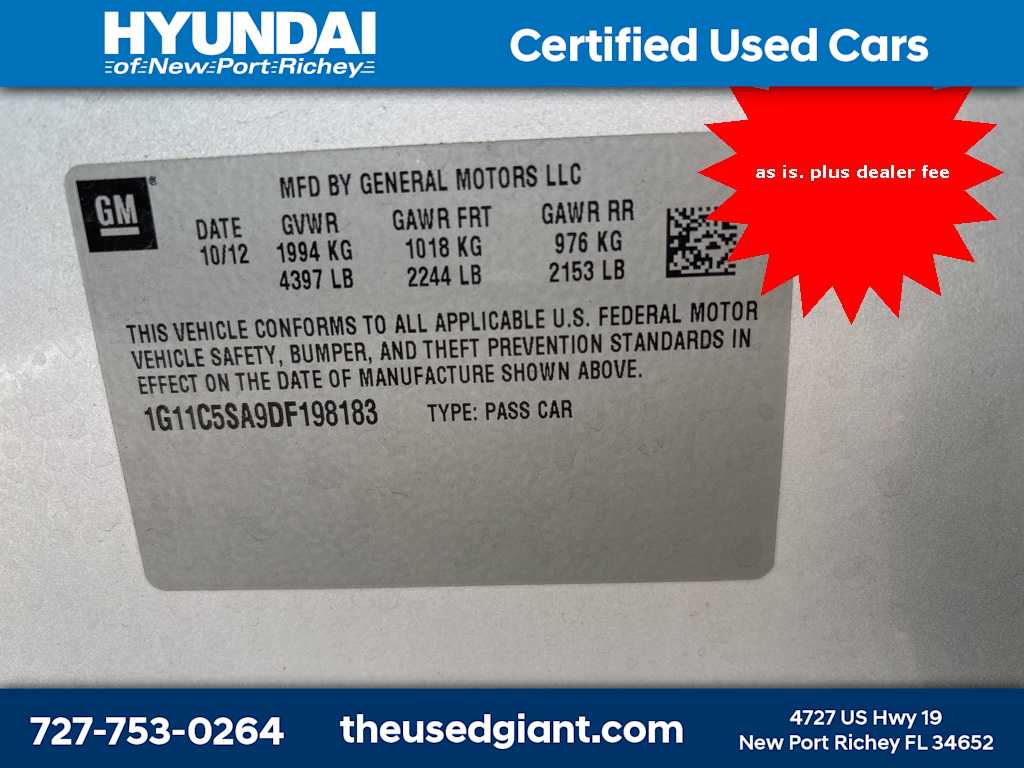 HYUNDAI
of New Port Richey
Certified Used Cars
as is. plus dealer fee
GM
MFD BY GENERAL MOTORS LLC
DATE GVWR GAWR FRT GAWR RR
10/12 1994 KG 1018 KG 976 KG
4397 LB 2244 LB 2153 LB
THIS VEHICLE CONFORMS TO ALL APPLICABLE U.S. FEDERAL MOTOR
VEHICLE SAFETY, BUMPER, AND THEFT PREVENTION STANDARDS IN
EFFECT ON THE DATE OF MANUFACTURE SHOWN ABOVE.
1G11C5SA9DF198183 TYPE: PASS CAR
727-753-0264
theusedgiant.com
4727 US Hwy 19
New Port Richey FL 34652